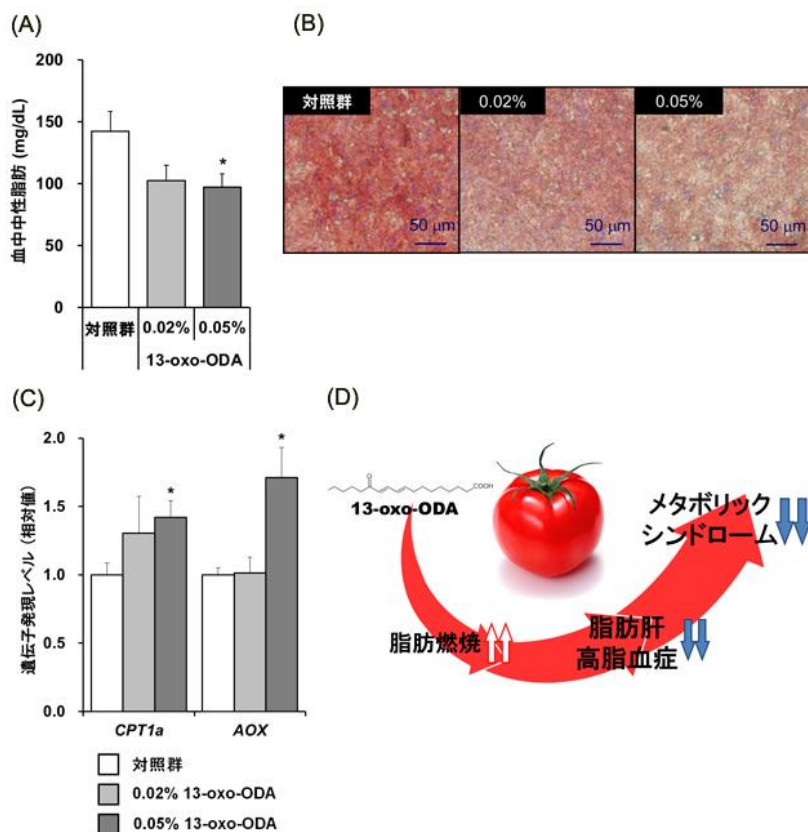 (A)
血中中性脂肪 (mg/dL)
200
150
100
50
0
*
対照群
0.02%
0.05%
13-oxo-ODA
(B)
対照群
0.02%
0.05%
50 μm
50 μm
50 μm
(C)
遺伝子発現レベル (相対値)
2.0
1.5
1.0
0.5
0.0
*
*
CPT1a
AOX
対照群
0.02% 13-oxo-ODA
0.05% 13-oxo-ODA
(D)
O
COOH
13-oxo-ODA
脂肪燃焼
脂肪肝
高脂血症
メタボリック
シンドローム